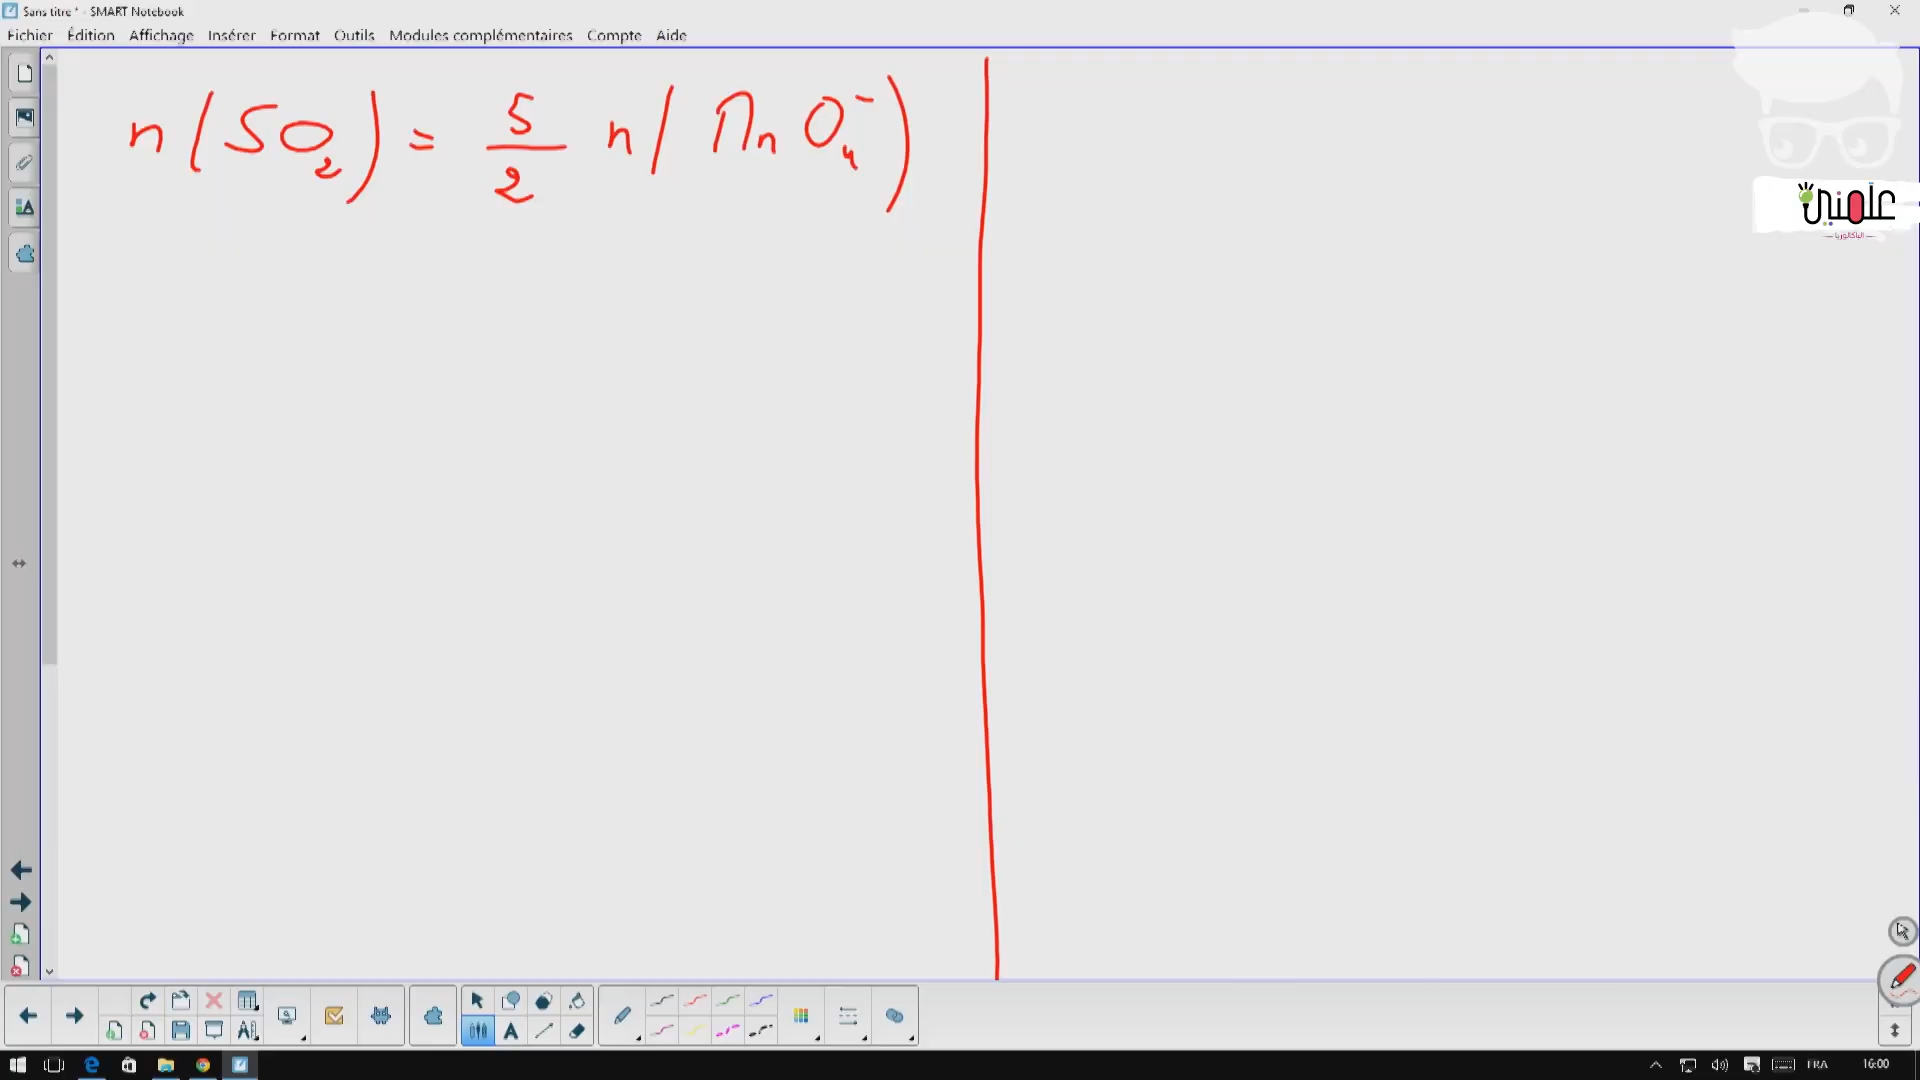 Sans titre * - SMART Notebook
Fichier Édition Affichage Insérer Format Outils Modules complémentaires Compte Aide
n(SO₂) = 5/2 n(MnO₄⁻)
علمني
الباكالوريا
FRA 16:00